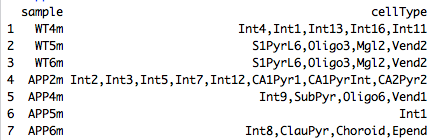 sample cellType
1 WT4m Int4,Int1,Int13,Int16,Int11
2 WT5m S1PyrL6,Oligo3,Mgl2,Vend2
3 WT6m S1PyrL6,Oligo3,Mgl2,Vend2
4 APP2m Int2,Int3,Int5,Int7,Int12,CA1Pyr1,CA1PyrInt,CA2Pyr2
5 APP4m Int9,SubPyr,Oligo6,Vend1
6 APP5m Int1
7 APP6m Int8,ClauPyr,Choroid,Epend